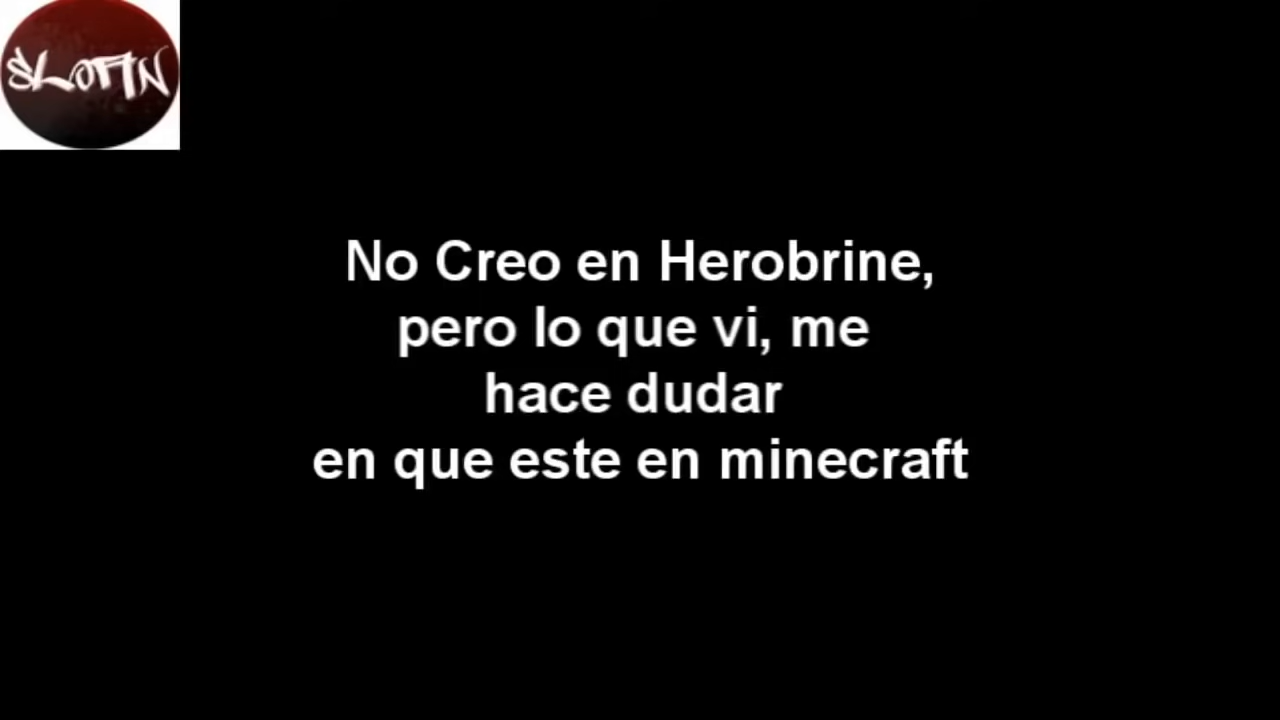 No Creo en Herobrine,
pero lo que vi, me
hace dudar
en que este en minecraft